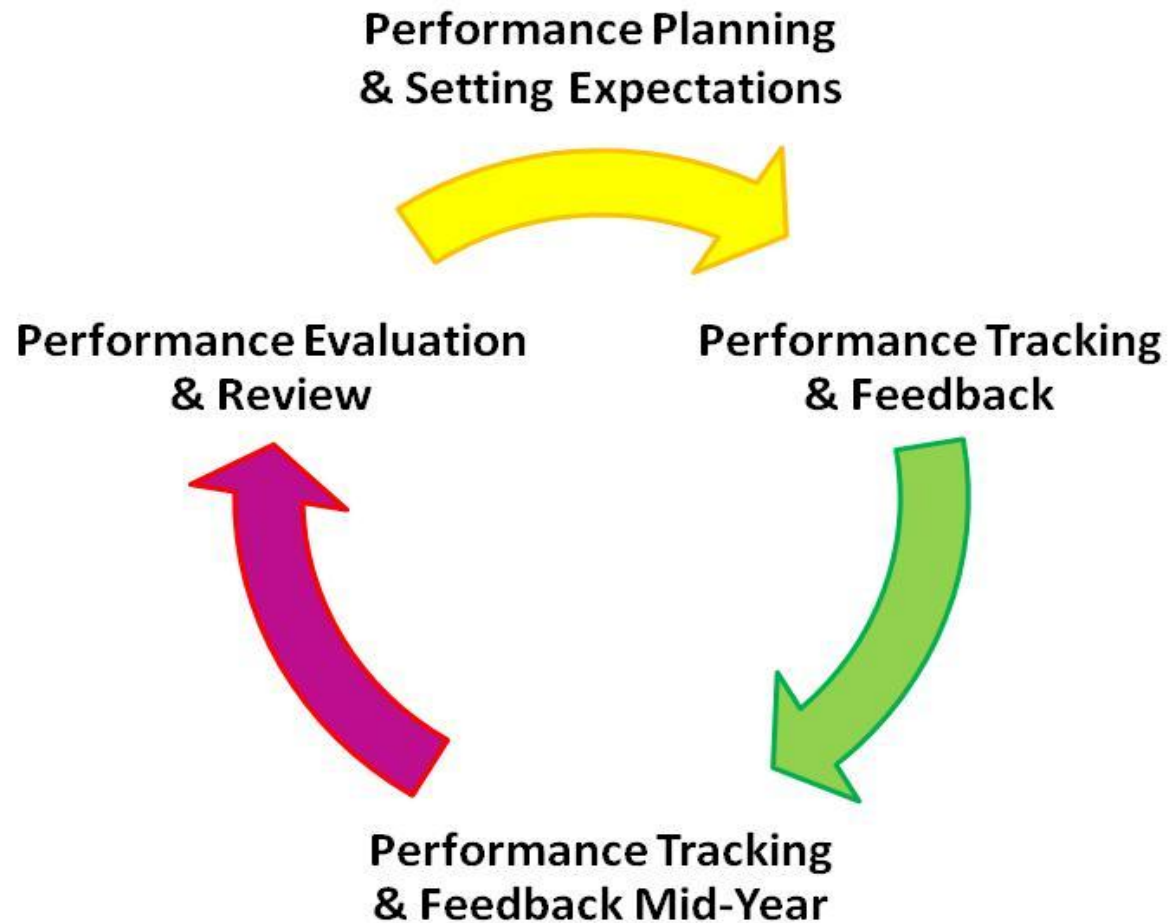 Performance Planning
& Setting Expectations
Performance Evaluation
& Review
Performance Tracking
& Feedback
Performance Tracking
& Feedback Mid-Year